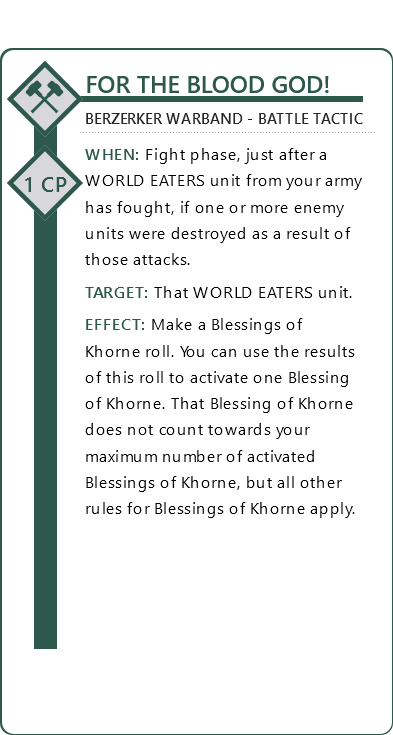 FOR THE BLOOD GOD!
BERZERKER WARBAND - BATTLE TACTIC
1 CP
WHEN: Fight phase, just after a
WORLD EATERS unit from your army
has fought, if one or more enemy
units were destroyed as a result of
those attacks.
TARGET: That WORLD EATERS unit.
EFFECT: Make a Blessings of
Khorne roll. You can use the results
of this roll to activate one Blessing
of Khorne. That Blessing of Khorne
does not count towards your
maximum number of activated
Blessings of Khorne, but all other
rules for Blessings of Khorne apply.